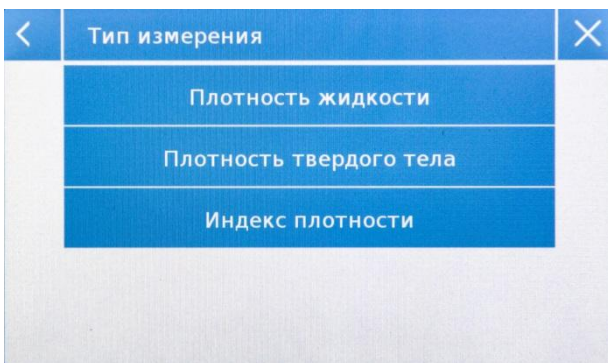 Тип измерения
Плотность жидкости
Плотность твердого тела
Индекс плотности